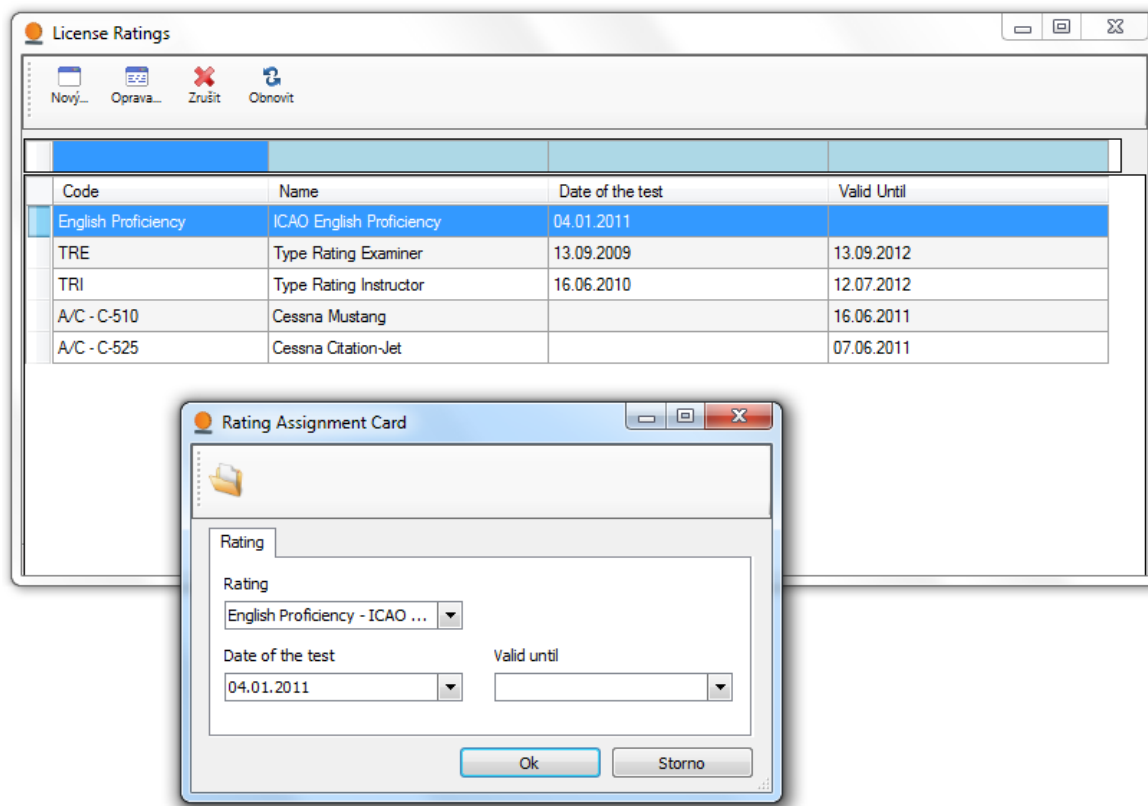 License Ratings
Nový... Oprava... Zrušit Obnovit
Code Name Date of the test Valid Until
English Proficiency ICAO English Proficiency 04.01.2011
TRE Type Rating Examiner 13.09.2009 13.09.2012
TRI Type Rating Instructor 16.06.2010 12.07.2012
A/C - C-510 Cessna Mustang 16.06.2011
A/C - C-525 Cessna Citation-Jet 07.06.2011
Rating Assignment Card
Rating
Rating
English Proficiency - ICAO ...
Date of the test Valid until
04.01.2011
Ok Storno